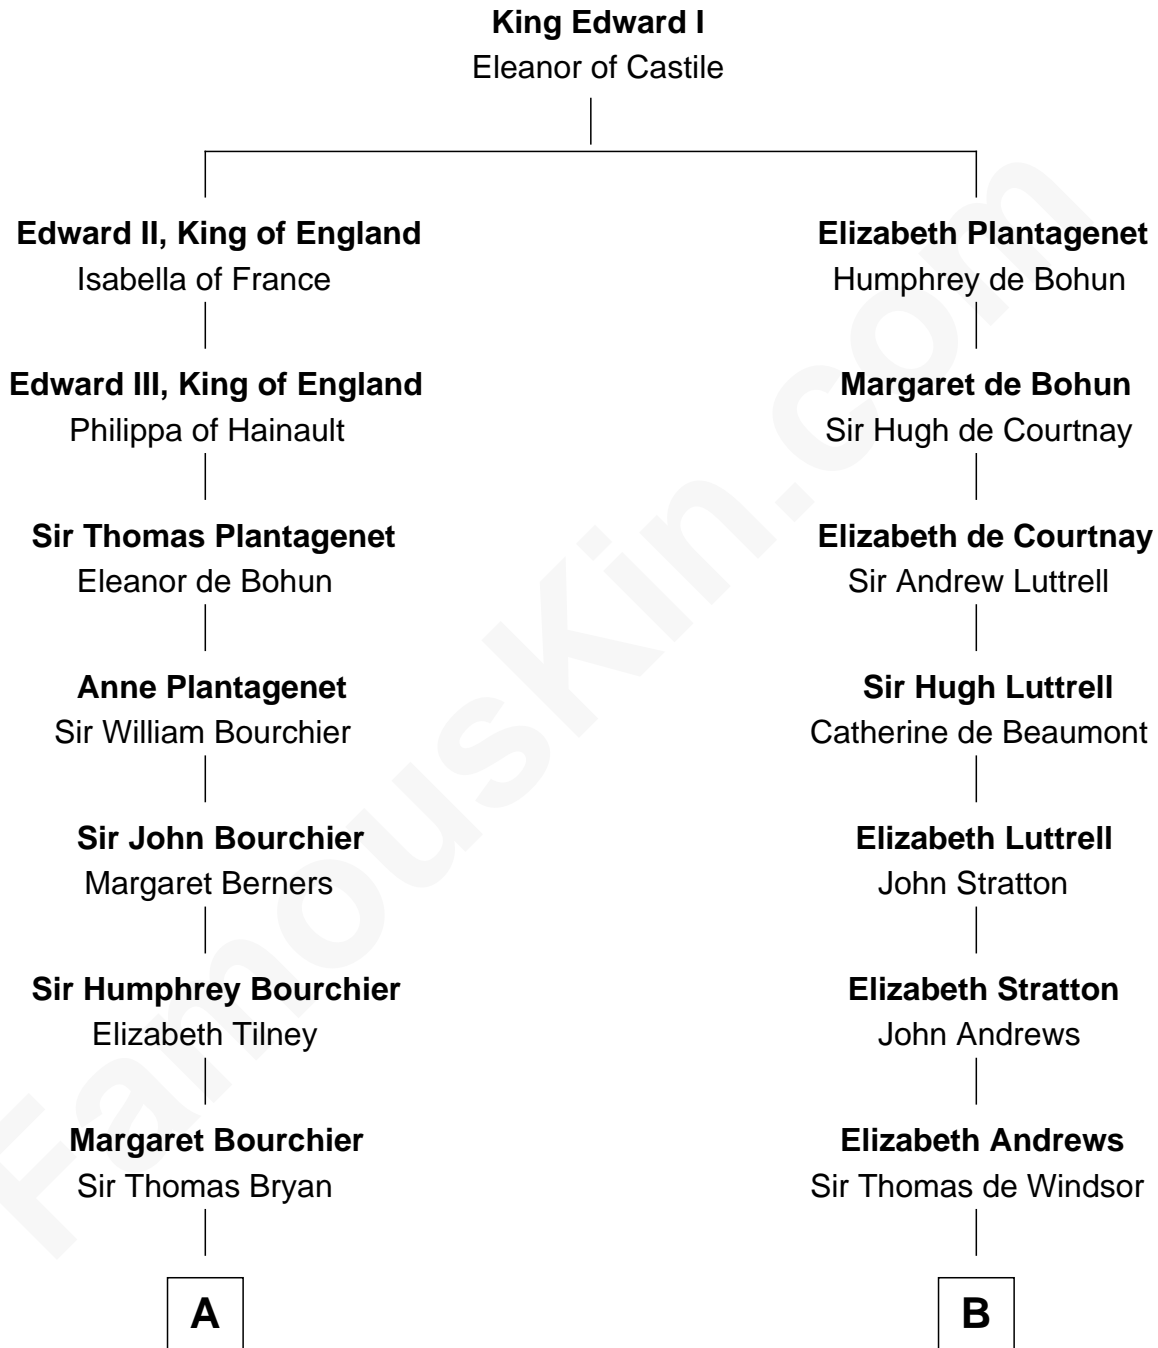 King Edward I
Eleanor of Castile
Edward II, King of England
Isabella of France
Elizabeth Plantagenet
Humphrey de Bohun
Edward III, King of England
Philippa of Hainault
Margaret de Bohun
Sir Hugh de Courtnay
Sir Thomas Plantagenet
Eleanor de Bohun
Elizabeth de Courtnay
Sir Andrew Luttrell
Anne Plantagenet
Sir William Bourchier
Sir Hugh Luttrell
Catherine de Beaumont
Sir John Bourchier
Margaret Berners
Elizabeth Luttrell
John Stratton
Sir Humphrey Bourchier
Elizabeth Tilney
Elizabeth Stratton
John Andrews
Margaret Bourchier
Sir Thomas Bryan
Elizabeth Andrews
Sir Thomas de Windsor
A
B
FamousKin.com